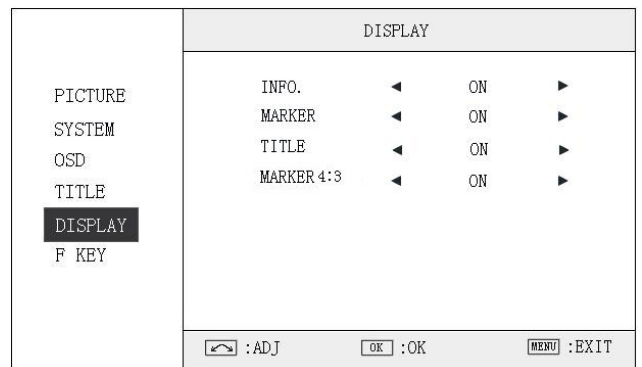 DISPLAY
PICTURE
SYSTEM
OSD
TITLE
DISPLAY
F KEY
INFO. ◀ ON ▶
MARKER ◀ ON ▶
TITLE ◀ ON ▶
MARKER 4:3 ◀ ON ▶
:ADJ OK :OK MENU :EXIT